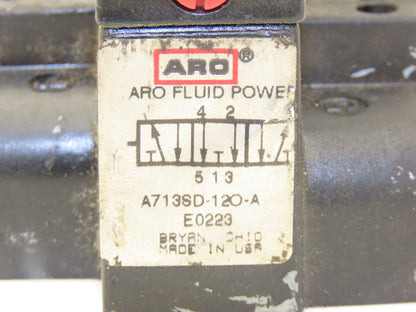 ARO®
ARO FLUID POWER
4 2
5 1 3
A713SD-120-A
E0223
BRYAN, OHIO
MADE IN USA